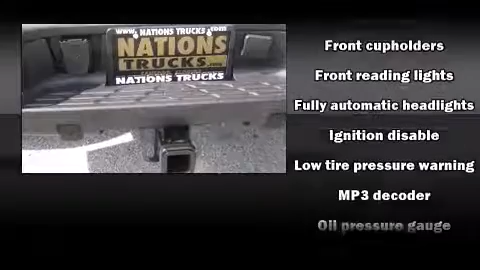 www. NATIONS TRUCKS .com
NATIONS
TRUCKS.com
NATIONS TRUCKS
Front cupholders
Front reading lights
Fully automatic headlights
Ignition disable
Low tire pressure warning
MP3 decoder
Oil pressure gauge